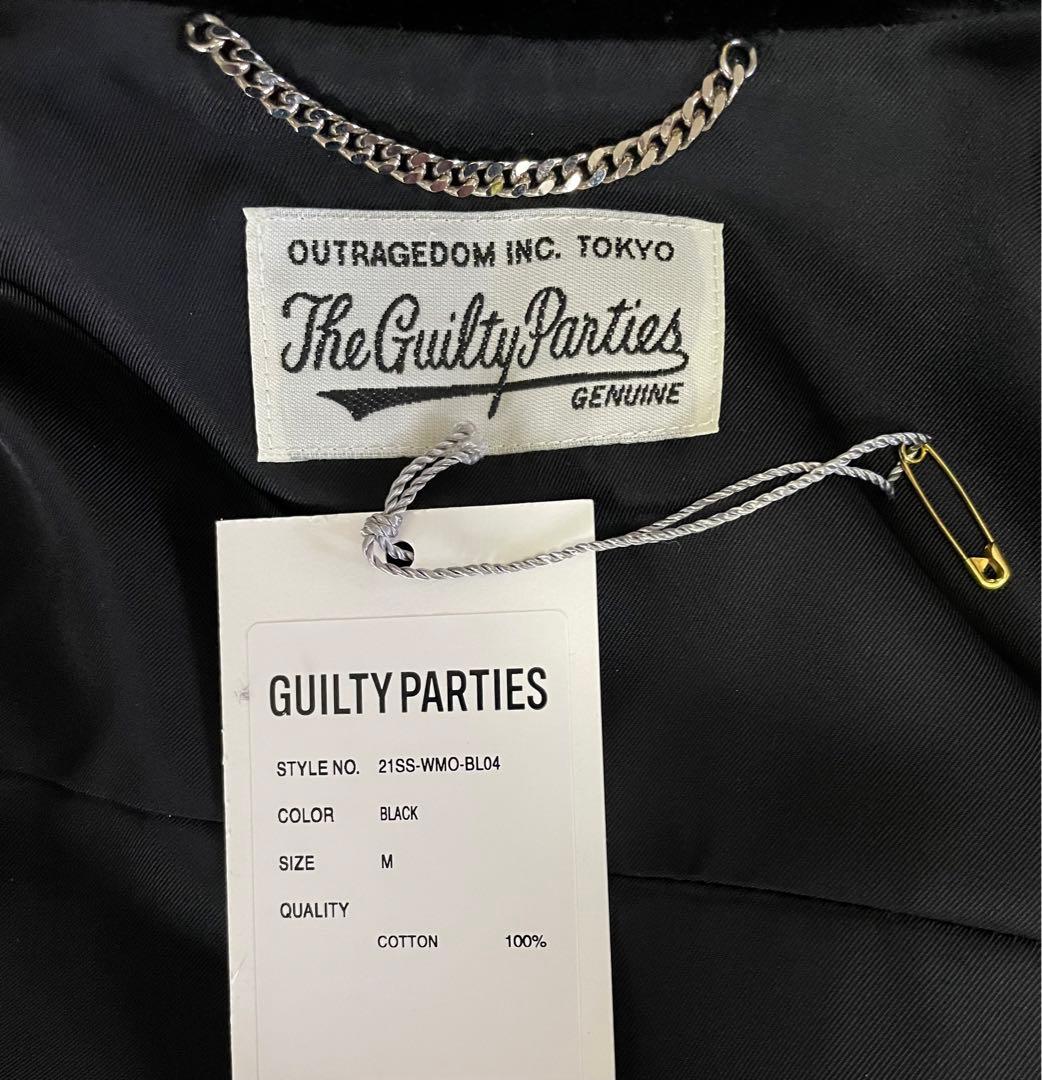 OUTRAGEDOM INC. TOKYO
The Guilty Parties
GENUINE
GUILTY PARTIES
STYLE NO. 21SS-WMO-BL04
COLOR BLACK
SIZE M
QUALITY
COTTON 100%